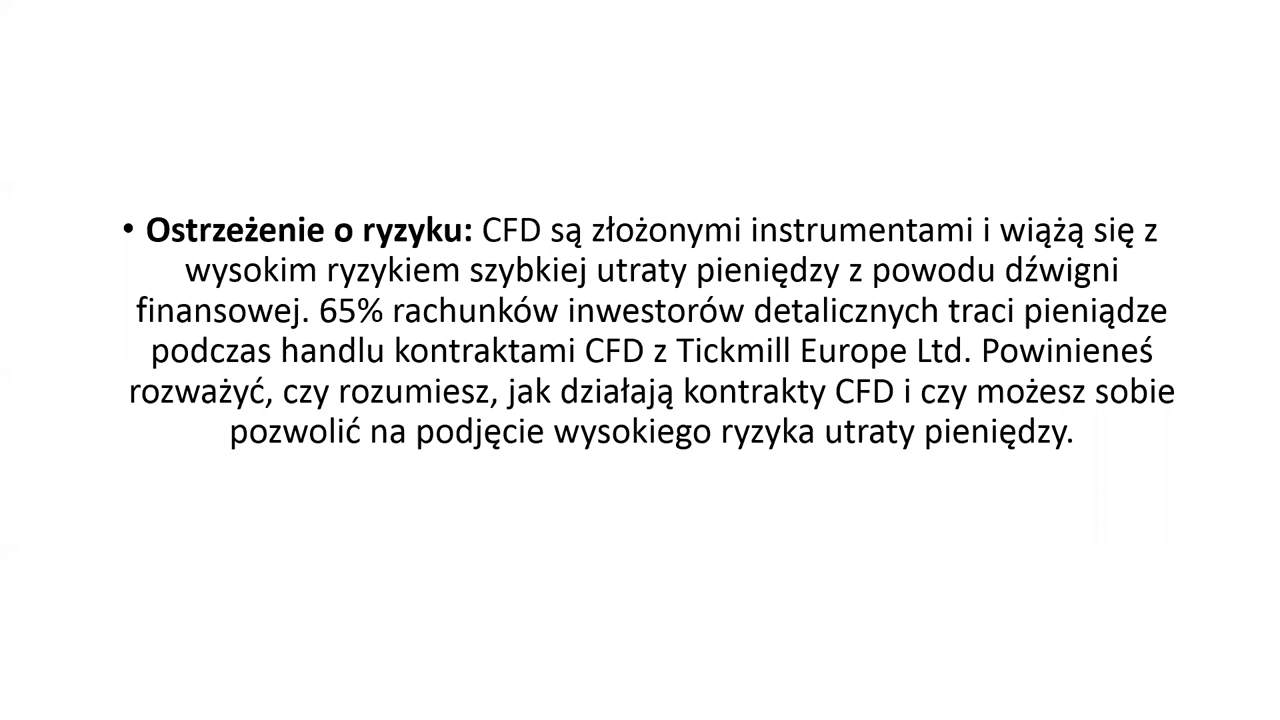 • Ostrzeżenie o ryzyku: CFD są złożonymi instrumentami i wiążą się z
wysokim ryzykiem szybkiej utraty pieniędzy z powodu dźwigni
finansowej. 65% rachunków inwestorów detalicznych traci pieniądze
podczas handlu kontraktami CFD z Tickmill Europe Ltd. Powinieneś
rozważyć, czy rozumiesz, jak działają kontrakty CFD i czy możesz sobie
pozwolić na podjęcie wysokiego ryzyka utraty pieniędzy.